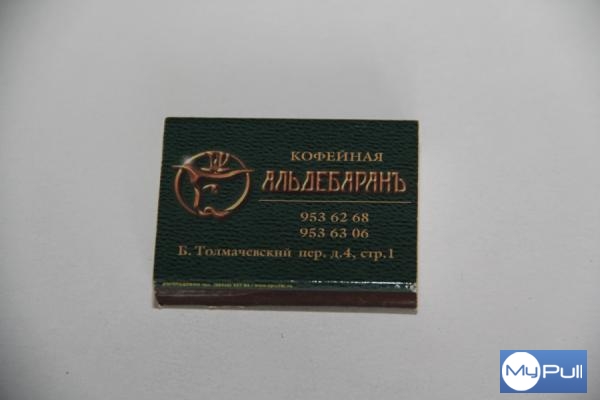 КОФЕЙНАЯ
АЛЬДЕБАРАНЪ
953 62 68
953 63 06
Б. Толмачевский пер. д.4, стр.1
MyPull